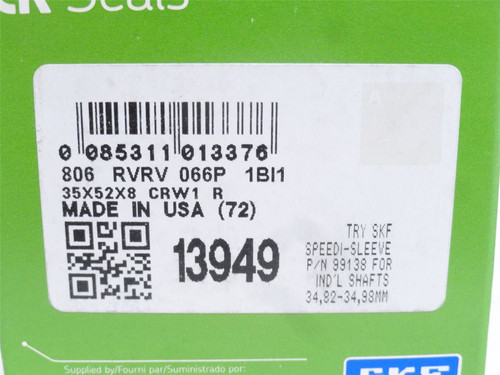 CR Seals
0 085311 013376
806 RVRV 066P 1BI1
35X52X8 CRW1 R
MADE IN USA (72)
13949
TRY SKF
SPEEDI-SLEEVE
P/N 99138 FOR
IND'L SHAFTS
34,82-34,98MM
Supplied by/Fourni par/Suministrado por:
SKF